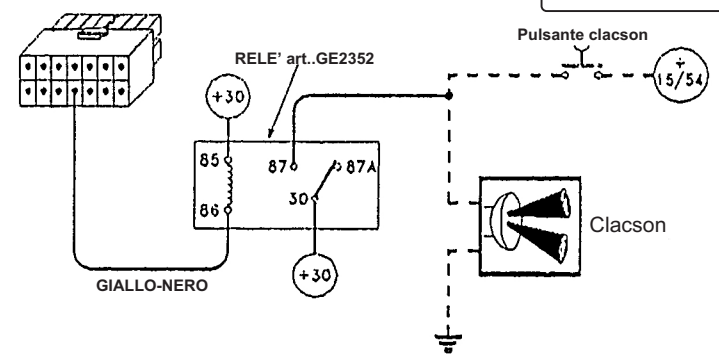 Pulsante clacson
RELE' art..GE2352
+
15/54
+30
85
87
87A
86
30
Clacson
+30
GIALLO-NERO